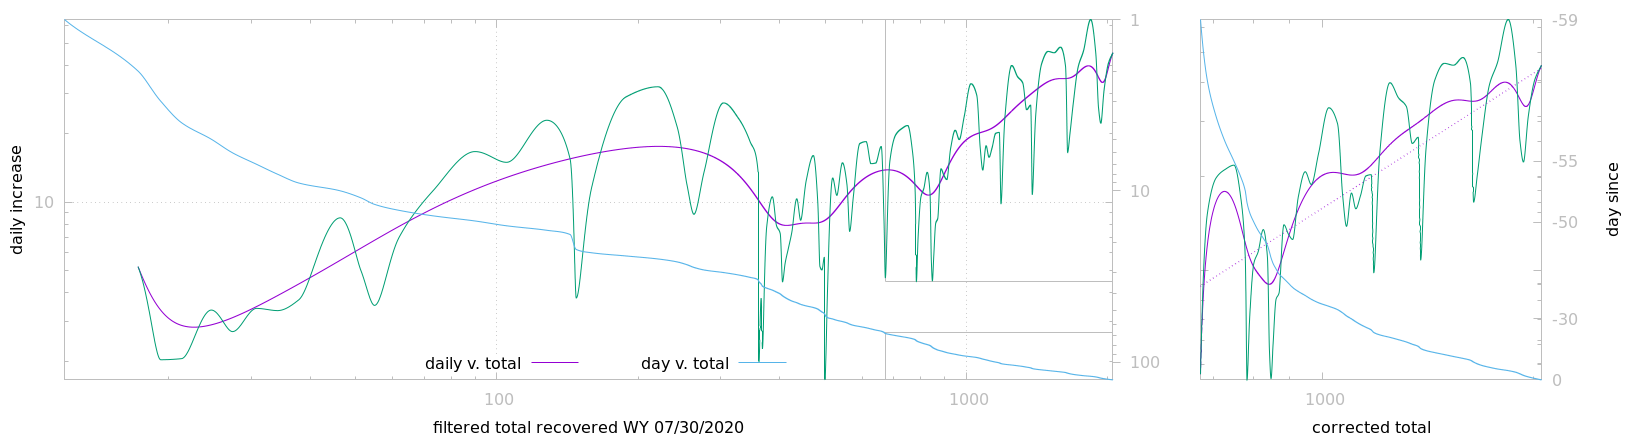 daily increase
10
daily v. total
day v. total
100
1000
filtered total recovered WY 07/30/2020
1
10
100
1000
corrected total
-59
-55
-50
-30
0
day since